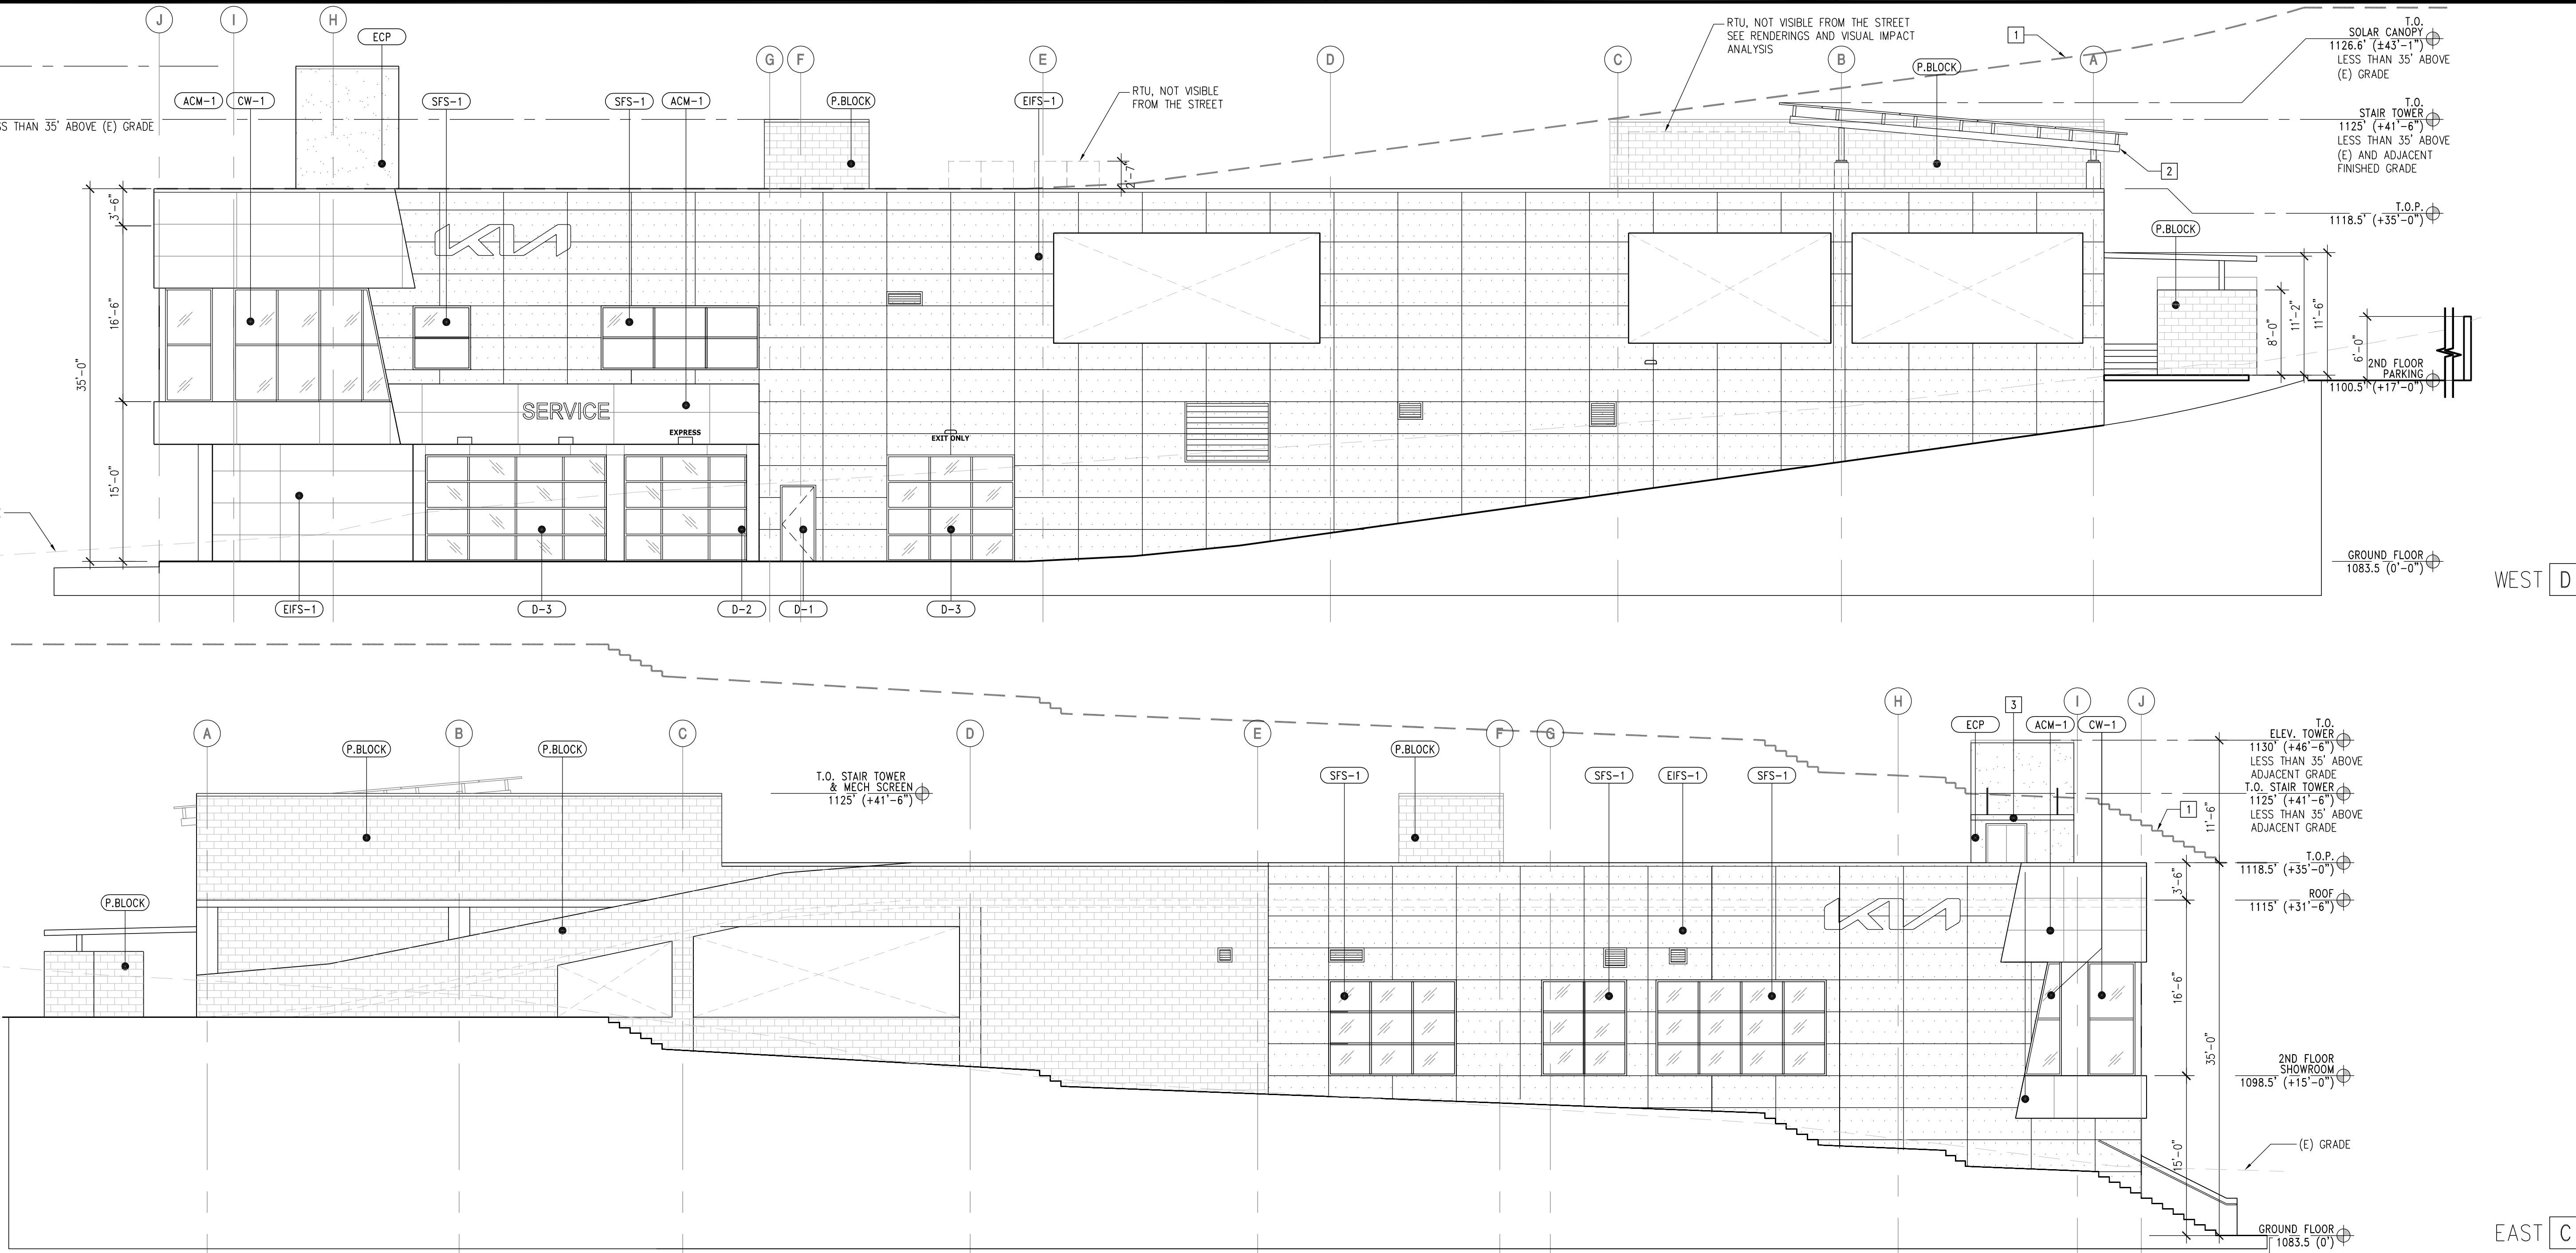 J
I
H
G
F
E
D
C
B
A
ECP
ACM-1
CW-1
SFS-1
SFS-1
ACM-1
P.BLOCK
EIFS-1
RTU, NOT VISIBLE
FROM THE STREET
RTU, NOT VISIBLE FROM THE STREET
SEE RENDERINGS AND VISUAL IMPACT
ANALYSIS
1
P.BLOCK
2
P.BLOCK
LESS THAN 35' ABOVE (E) GRADE
T.O.
SOLAR CANOPY
1126.6' (±43'-1")
LESS THAN 35' ABOVE
(E) GRADE
T.O.
STAIR TOWER
1125' (+41'-6")
LESS THAN 35' ABOVE
(E) AND ADJACENT
FINISHED GRADE
T.O.P.
1118.5' (+35'-0")
2ND FLOOR
PARKING
1100.5' (+17'-0")
GROUND FLOOR
1083.5 (0'-0")
35'-0"
3'-6"
16'-6"
15'-0"
2'-7"
8'-0"
11'-2"
11'-6"
6'-0"
KIA
SERVICE
EXPRESS
EXIT ONLY
EIFS-1
D-3
D-2
D-1
D-3
WEST D
A
B
C
D
E
F
G
H
I
J
P.BLOCK
P.BLOCK
P.BLOCK
T.O. STAIR TOWER
& MECH SCREEN
1125' (+41'-6")
P.BLOCK
SFS-1
SFS-1
EIFS-1
SFS-1
ECP
3
ACM-1
CW-1
1
KIA
T.O.
ELEV. TOWER
1130' (+46'-6")
LESS THAN 35' ABOVE
ADJACENT GRADE
T.O. STAIR TOWER
1125' (+41'-6")
LESS THAN 35' ABOVE
ADJACENT GRADE
T.O.P.
1118.5' (+35'-0")
ROOF
1115' (+31'-6")
2ND FLOOR
SHOWROOM
1098.5' (+15'-0")
(E) GRADE
GROUND FLOOR
1083.5 (0')
11'-6"
3'-6"
16'-6"
35'-0"
15'-0"
EAST C